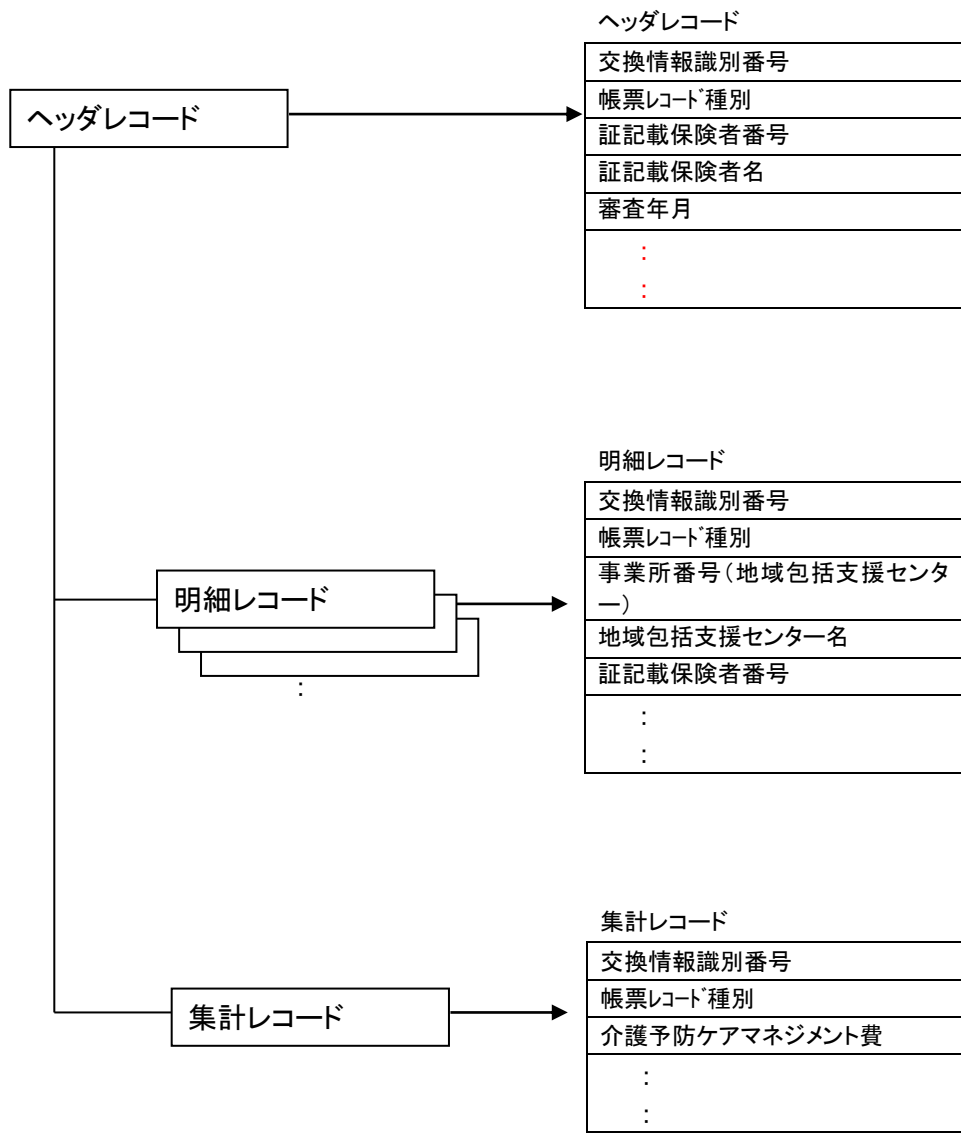 ヘッダレコード
交換情報識別番号
帳票ﾚｺｰﾄﾞ種別
証記載保険者番号
証記載保険者名
審査年月
:
:
ヘッダレコード
明細レコード
交換情報識別番号
帳票ﾚｺｰﾄﾞ種別
事業所番号(地域包括支援センタ
ー)
地域包括支援センター名
証記載保険者番号
:
:
明細レコード
:
集計レコード
交換情報識別番号
帳票ﾚｺｰﾄﾞ種別
介護予防ケアマネジメント費
:
:
集計レコード